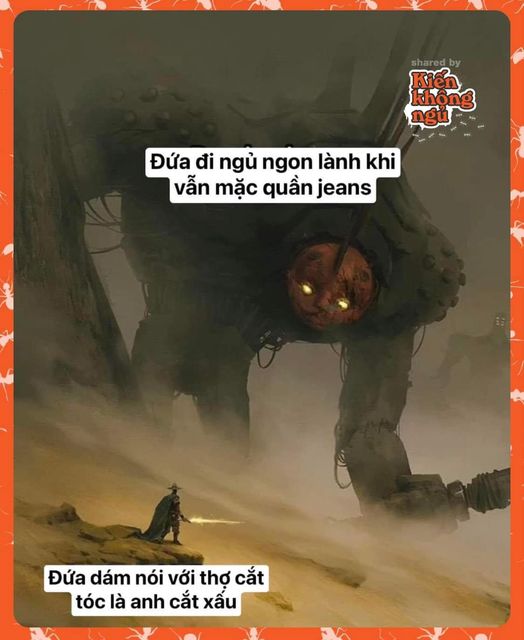 shared by
Kiến
không
ngủ
Đứa đi ngủ ngon lành khi
vẫn mặc quần jeans
Đứa dám nói với thợ cắt
tóc là anh cắt xấu